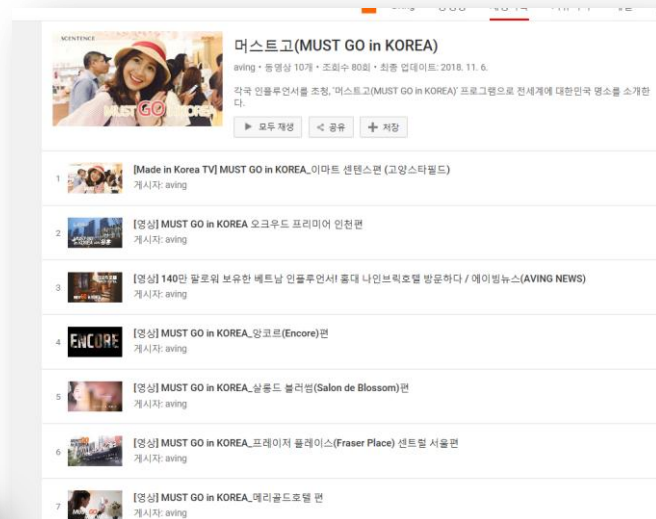 SCENTENCE
MUST GO in KOREA
머스트고(MUST GO in KOREA)
aving • 동영상 10개 • 조회수 80회 • 최종 업데이트: 2018. 11. 6.
각국 인플루언서를 초청, '머스트고(MUST GO in KOREA)' 프로그램으로 전세계에 대한민국 명소를 소개한
다.
모두 재생
공유
저장
1
[Made in Korea TV] MUST GO in KOREA_이마트 센텐스편 (고양스타필드)
게시자: aving
2
[영상] MUST GO in KOREA 오크우드 프리미어 인천편
게시자: aving
3
[영상] 140만 팔로워 보유한 베트남 인플루언서! 홍대 나인브릭호텔 방문하다 / 에이빙뉴스(AVING NEWS)
게시자: aving
4
ENCORE
[영상] MUST GO in KOREA_앙코르(Encore)편
게시자: aving
5
[영상] MUST GO in KOREA_살롱드 블러썸(Salon de Blossom)편
게시자: aving
6
[영상] MUST GO in KOREA_프레이저 플레이스(Fraser Place) 센트럴 서울편
게시자: aving
7
MUST GO
[영상] MUST GO in KOREA_메리골드호텔 편
게시자: aving